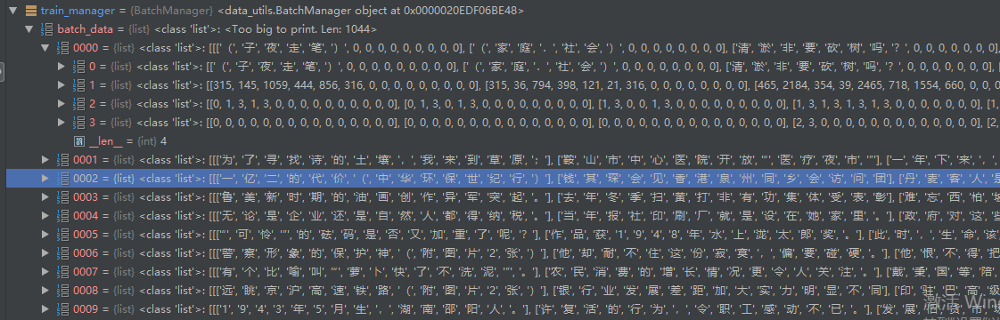 train_manager = {BatchManager} <data_utils.BatchManager object at 0x0000020EDF06BE48>
batch_data = {list} <class 'list'>: <Too big to print. Len: 1044>
0000 = {list} <class 'list'>: [[['（', '子', '夜', '走', '笔', '）', 0, 0, 0, 0, 0, 0, 0, 0, 0], ['（', '家', '庭', '．', '社', '会', '）', 0, 0, 0, 0, 0, 0, 0, 0], ['清', '淤', '非', '要', '砍', '树', '吗', '？', 0, 0, 0, 0, 0, 0,
0 = {list} <class 'list'>: [['（', '子', '夜', '走', '笔', '）', 0, 0, 0, 0, 0, 0, 0, 0, 0], ['（', '家', '庭', '．', '社', '会', '）', 0, 0, 0, 0, 0, 0, 0, 0], ['清', '淤', '非', '要', '砍', '树', '吗', '？', 0, 0, 0, 0, 0, 0, 0], [
1 = {list} <class 'list'>: [[315, 145, 1059, 444, 856, 316, 0, 0, 0, 0, 0, 0, 0, 0, 0], [315, 36, 794, 398, 121, 21, 316, 0, 0, 0, 0, 0, 0, 0, 0], [465, 2184, 354, 39, 2465, 718, 1554, 660, 0, 0, 0
2 = {list} <class 'list'>: [[0, 1, 3, 1, 3, 0, 0, 0, 0, 0, 0, 0, 0, 0, 0], [0, 1, 3, 0, 1, 3, 0, 0, 0, 0, 0, 0, 0, 0, 0], [1, 3, 0, 0, 1, 3, 0, 0, 0, 0, 0, 0, 0, 0, 0], [1, 3, 1, 3, 1, 3, 1, 3, 0, 0, 0, 0, 0, 0, 0], [1,
3 = {list} <class 'list'>: [[0, 0, 0, 0, 0, 0, 0, 0, 0, 0, 0, 0, 0, 0, 0], [0, 0, 0, 0, 0, 0, 0, 0, 0, 0, 0, 0, 0, 0, 0], [0, 0, 0, 0, 0, 0, 0, 0, 0, 0, 0, 0, 0, 0, 0], [2, 3, 0, 0, 0, 0, 0, 0, 0, 0, 0, 0, 0, 0, 0], [2,
__len__ = {int} 4
0001 = {list} <class 'list'>: [[['为', '了', '寻', '找', '诗', '的', '土', '壤', '，', '我', '来', '到', '草', '原', '；'], ['鞍', '山', '市', '中', '心', '医', '院', '开', '放', '“', '医', '疗', '夜', '市', '”'], ['一', '年', '下', '来', '，',
0002 = {list} <class 'list'>: [[['一', '亿', '二', '的', '代', '价', '（', '中', '华', '环', '保', '世', '纪', '行', '）'], ['钱', '其', '琛', '会', '见', '香', '港', '泉', '州', '同', '乡', '会', '访', '问', '团'], ['丹', '麦', '客', '人',
0003 = {list} <class 'list'>: [[['鲁', '美', '新', '时', '期', '的', '油', '画', '创', '作', '异', '军', '突', '起', '。'], ['去', '年', '冬', '季', '扫', '黄', '打', '非', '有', '功', '集', '体', '受', '表', '彰'], ['难', '忘', '西', '柏',
0004 = {list} <class 'list'>: [[['无', '论', '是', '企', '业', '还', '是', '自', '然', '人', '都', '得', '纳', '税', '。'], ['当', '年', '报', '社', '印', '刷', '厂', '就', '是', '设', '在', '她', '家', '里', '。'], ['政', '府', '对', '这',
0005 = {list} <class 'list'>: [[['“', '可', '怜', '”', '的', '砝', '码', '是', '否', '又', '加', '重', '了', '呢', '？'], ['作', '品', '获', '1', '9', '4', '8', '年', '水', '上', '泷', '太', '郎', '奖', '。'], ['此', '时', '，', '生', '命', '该',
0006 = {list} <class 'list'>: [[['警', '察', '形', '象', '的', '保', '护', '神', '（', '附', '图', '片', '2', '张', '）'], ['他', '却', '耐', '不', '住', '这', '份', '寂', '寞', '，', '偏', '要', '碰', '硬', '。'], ['他', '恨', '不', '得', '把',
0007 = {list} <class 'list'>: [[['有', '个', '比', '喻', '叫', '“', '萝', '卜', '快', '了', '不', '洗', '泥', '”', '。'], ['农', '民', '消', '费', '的', '增', '长', '情', '况', '更', '令', '人', '关', '注', '。'], ['戴', '秉', '国', '等', '陪',
0008 = {list} <class 'list'>: [[['远', '眺', '京', '沪', '高', '速', '铁', '路', '（', '附', '图', '片', '2', '张', '）'], ['银', '行', '业', '发', '展', '差', '距', '加', '大', '实', '力', '明', '显', '不', '同'], ['印', '驻', '巴', '高', '级',
0009 = {list} <class 'list'>: [[['1', '9', '4', '3', '年', '5', '月', '生', '，', '湖', '南', '邵', '阳', '人', '。'], ['许', '复', '活', '的', '行', '为', '，', '令', '职', '工', '感', '动', '不', '已', '。'], ['发', '展',
激活 Win